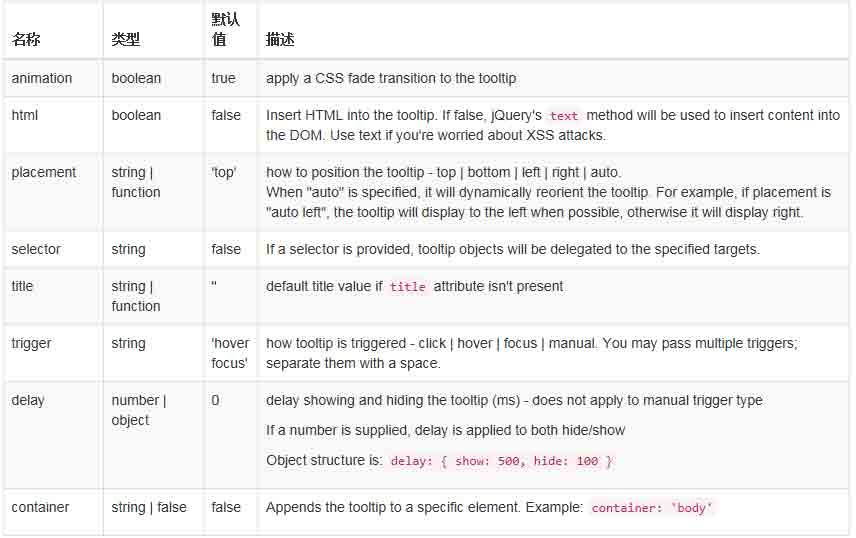 名称 类型 默认值 描述
animation boolean true apply a CSS fade transition to the tooltip
html boolean false Insert HTML into the tooltip. If false, jQuery's text method will be used to insert content into
the DOM. Use text if you're worried about XSS attacks.
placement string | function 'top' how to position the tooltip - top | bottom | left | right | auto.
When "auto" is specified, it will dynamically reorient the tooltip. For example, if placement is
"auto left", the tooltip will display to the left when possible, otherwise it will display right.
selector string false If a selector is provided, tooltip objects will be delegated to the specified targets.
title string | function '' default title value if title attribute isn't present
trigger string 'hover focus' how tooltip is triggered - click | hover | focus | manual. You may pass multiple triggers;
separate them with a space.
delay number | object 0 delay showing and hiding the tooltip (ms) - does not apply to manual trigger type
If a number is supplied, delay is applied to both hide/show
Object structure is: delay: { show: 500, hide: 100 }
container string | false false Appends the tooltip to a specific element. Example: container: 'body'